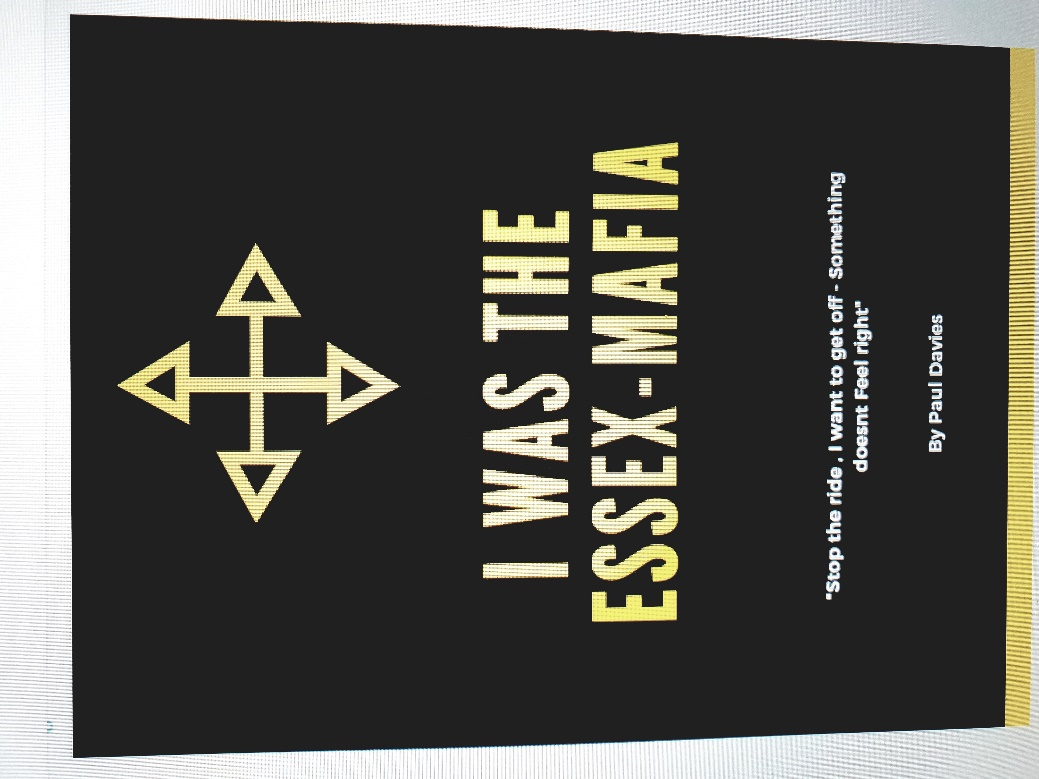 I WAS THE
ESSEX-MAFIA
"Stop the ride , I want to get off - Something
doesnt Feel right"
By Paul Davies